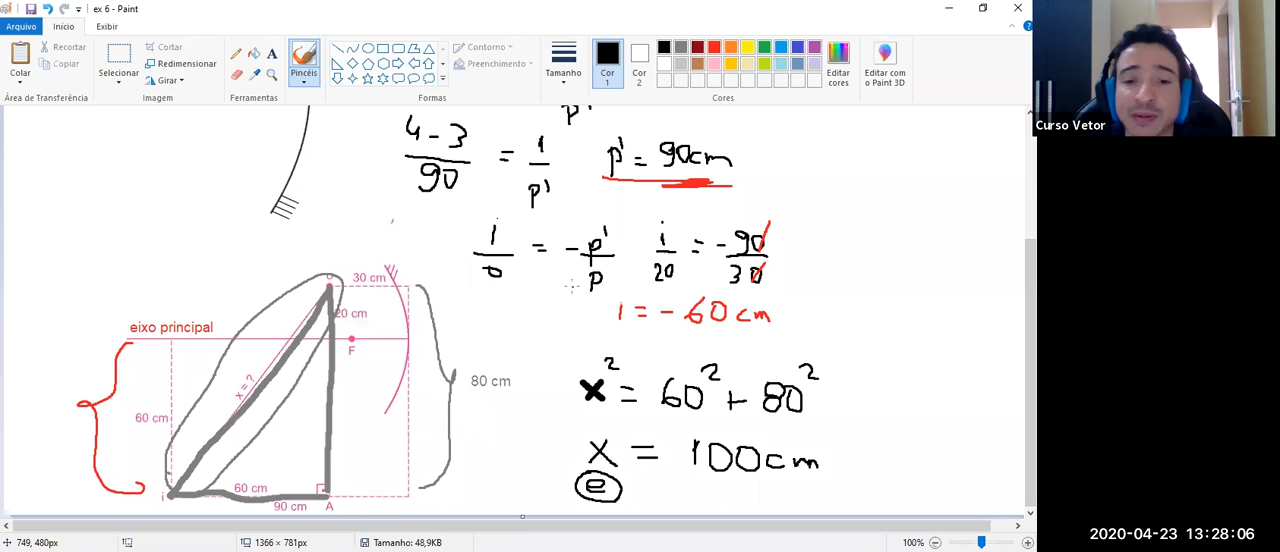 ex 6 - Paint
Arquivo Início Exibir
Colar
Recortar
Copiar
Área de Transferência
Selecionar
Cortar
Redimensionar
Girar
Imagem
A
Ferramentas
Pincéis
Contorno
Preenchimento
Formas
Tamanho
Cor 1
Cor 2
Editar cores
Editar com o Paint 3D
Cores
Curso Vetor
p'
4 - 3 / 90 = 1 / p' p' = 90cm
i / o = - p' / p i / 20 = - 90 / 30
i = - 60 cm
x² = 60² + 80²
x = 100cm
e
30 cm
20 cm
eixo principal
F
x = ?
80 cm
60 cm
60 cm
i
90 cm
A
749, 480px
1366 × 781px
Tamanho: 48,9KB
100%
2020-04-23 13:28:06